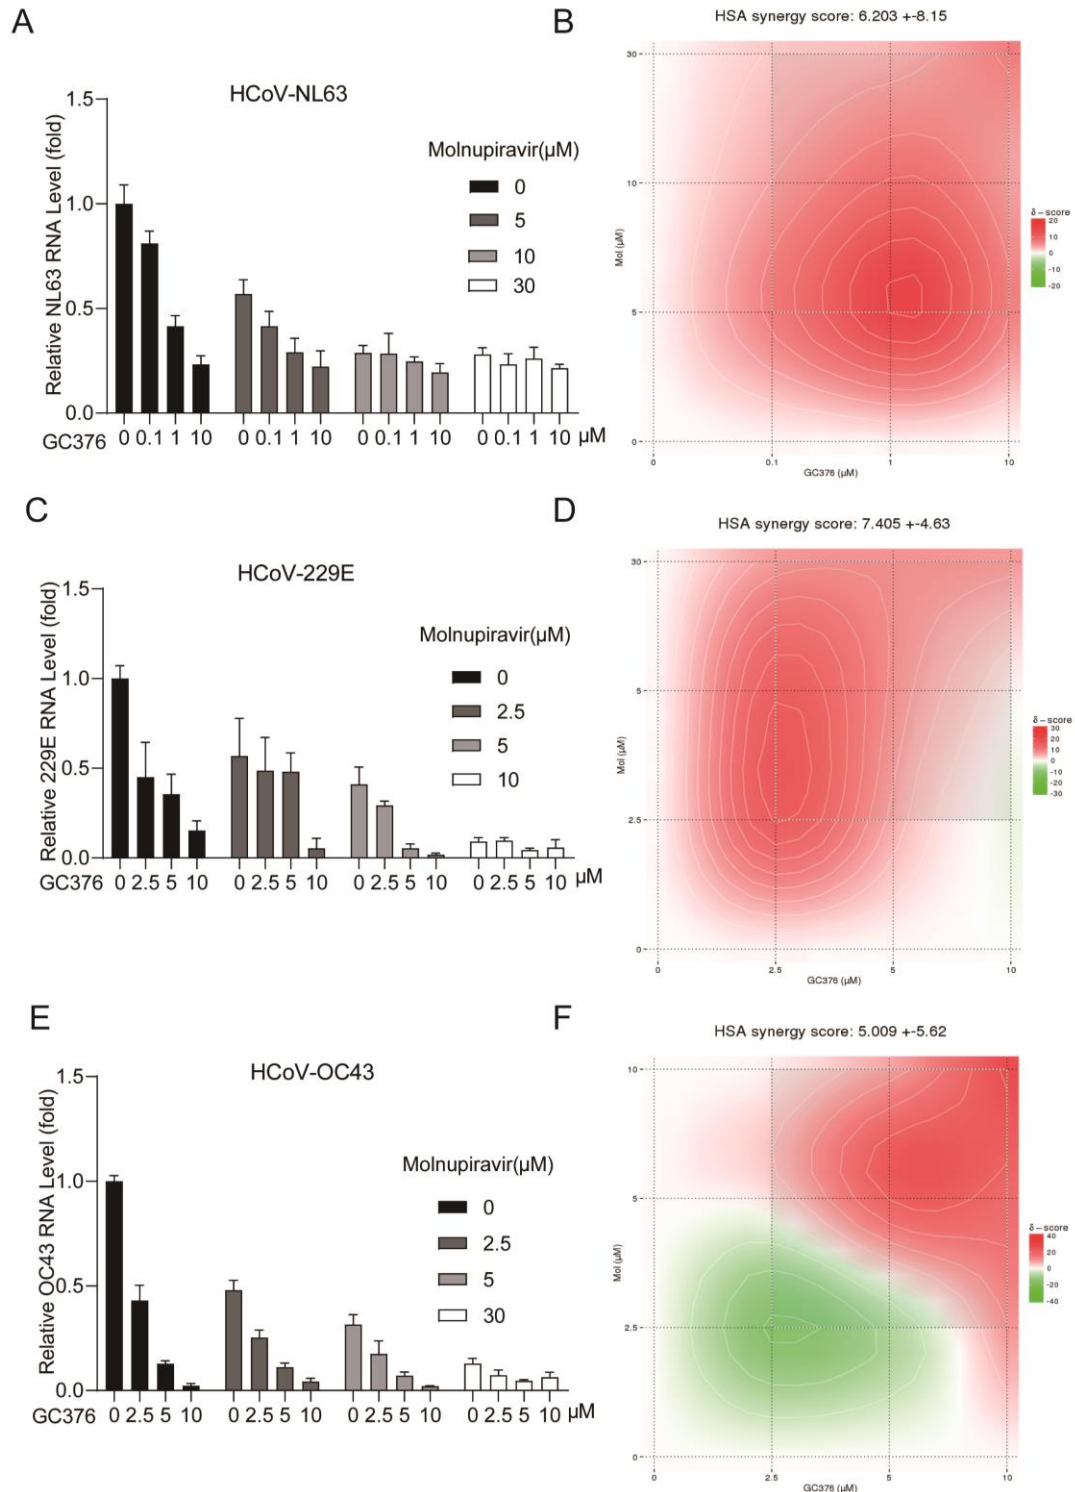 A
HCoV-NL63
Relative NL63 RNA Level (fold)
1.5
1.0
0.5
0.0
Molnupiravir(µM)
0
5
10
30
GC376 0 0.1 1 10 0 0.1 1 10 0 0.1 1 10 0 0.1 1 10 µM
B
HSA synergy score: 6.203 +-8.15
Mol (µM)
30
10
5
0
0 0.1 1 10
GC376 (µM)
δ – score
20
10
0
-10
-20
C
HCoV-229E
Relative 229E RNA Level (fold)
1.5
1.0
0.5
0.0
Molnupiravir(µM)
0
2.5
5
10
GC376 0 2.5 5 10 0 2.5 5 10 0 2.5 5 10 0 2.5 5 10 µM
D
HSA synergy score: 7.405 +-4.63
Mol (µM)
30
5
2.5
0
0 2.5 5 10
GC376 (µM)
δ – score
30
20
10
0
-10
-20
-30
E
HCoV-OC43
Relative OC43 RNA Level (fold)
1.5
1.0
0.5
0.0
Molnupiravir(µM)
0
2.5
5
30
GC376 0 2.5 5 10 0 2.5 5 10 0 2.5 5 10 0 2.5 5 10 µM
F
HSA synergy score: 5.009 +-5.62
Mol (µM)
10
5
2.5
0
0 2.5 5 10
GC376 (µM)
δ – score
40
20
0
-20
-40